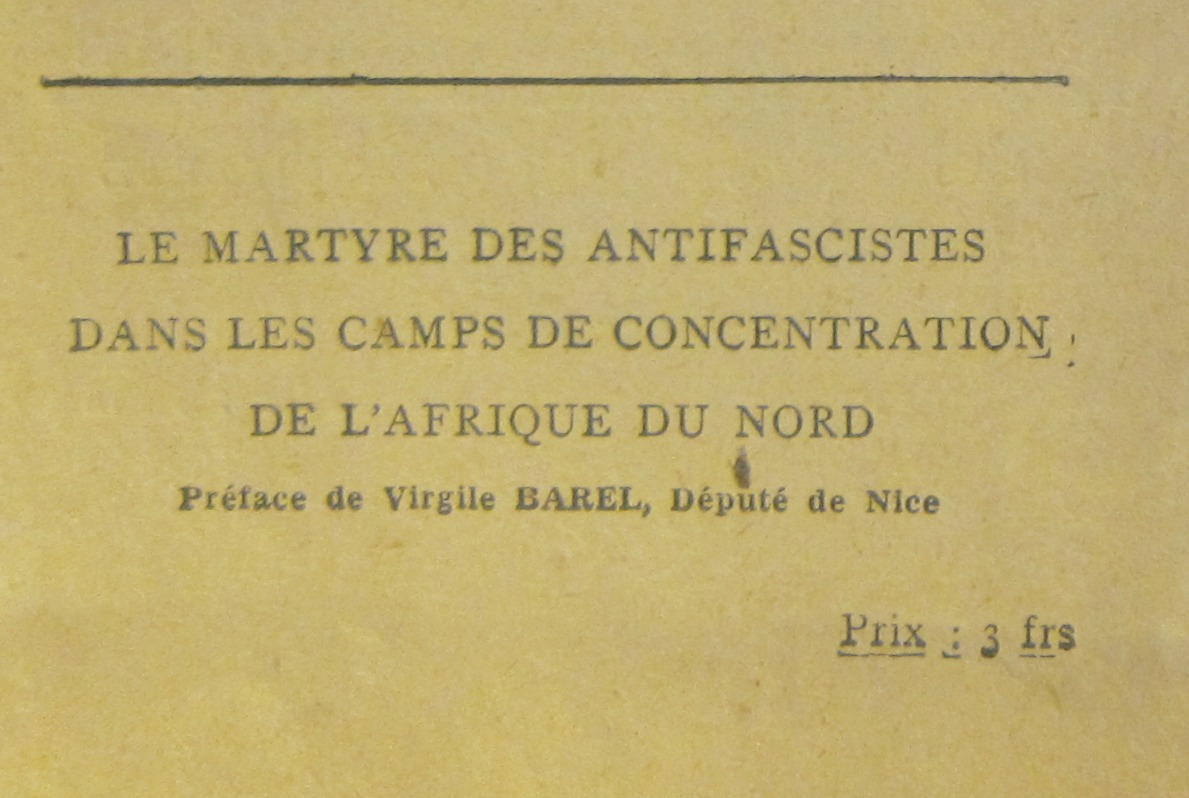 LE MARTYRE DES ANTIFASCISTES
DANS LES CAMPS DE CONCENTRATION
DE L'AFRIQUE DU NORD
Préface de Virgile BAREL, Député de Nice
Prix : 3 frs